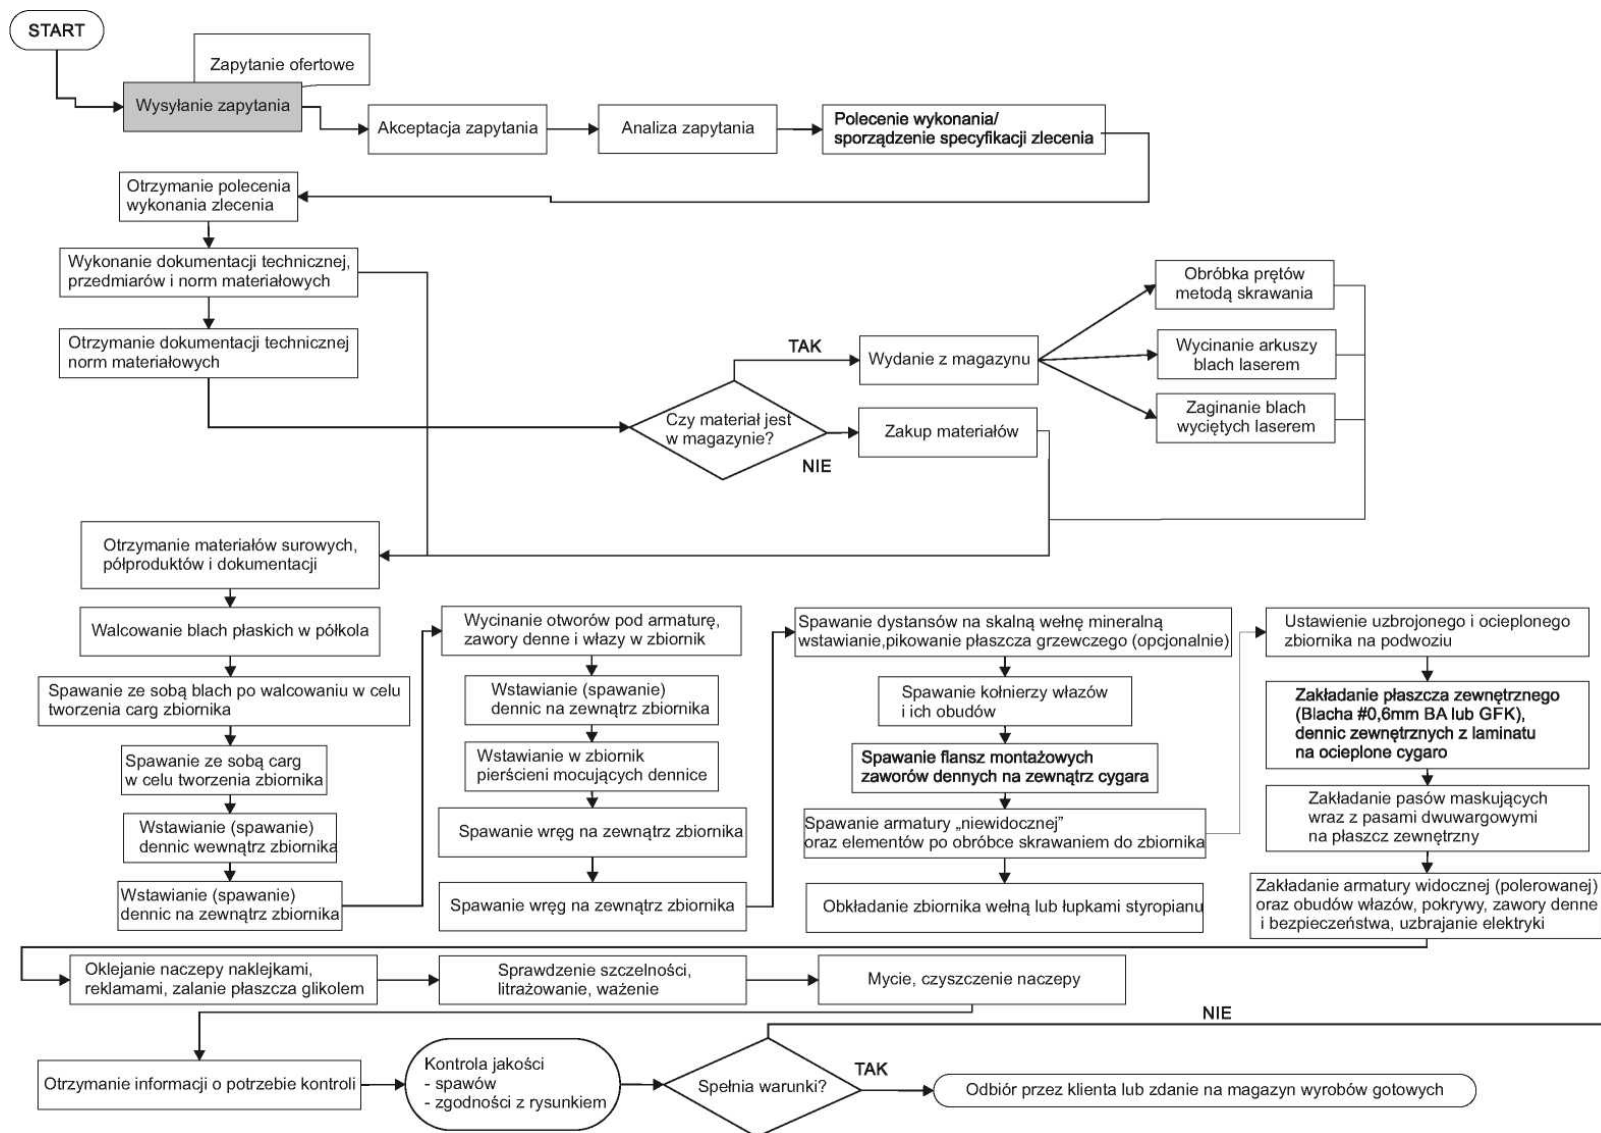 START
Zapytanie ofertowe
Wysyłanie zapytania
Akceptacja zapytania
Analiza zapytania
Polecenie wykonania/
sporządzenie specyfikacji zlecenia
Otrzymanie polecenia
wykonania zlecenia
Wykonanie dokumentacji technicznej,
przedmiarów i norm materiałowych
Otrzymanie dokumentacji technicznej
norm materiałowych
Czy materiał jest
w magazynie?
TAK
NIE
Wydanie z magazynu
Zakup materiałów
Obróbka prętów
metodą skrawania
Wycinanie arkuszy
blach laserem
Zaginanie blach
wyciętych laserem
Otrzymanie materiałów surowych,
półproduktów i dokumentacji
Walcowanie blach płaskich w półkola
Spawanie ze sobą blach po walcowaniu w celu
tworzenia carg zbiornika
Spawanie ze sobą carg
w celu tworzenia zbiornika
Wstawianie (spawanie)
dennic wewnątrz zbiornika
Wstawianie (spawanie)
dennic na zewnątrz zbiornika
Wycinanie otworów pod armaturę,
zawory denne i włazy w zbiornik
Wstawianie (spawanie)
dennic na zewnątrz zbiornika
Wstawianie w zbiornik
pierścieni mocujących dennice
Spawanie wręg na zewnątrz zbiornika
Spawanie wręg na zewnątrz zbiornika
Spawanie dystansów na skalną wełnę mineralną
wstawianie,pikowanie płaszcza grzewczego (opcjonalnie)
Spawanie kołnierzy włazów
i ich obudów
Spawanie flansz montażowych
zaworów dennych na zewnątrz cygara
Spawanie armatury „niewidocznej”
oraz elementów po obróbce skrawaniem do zbiornika
Obkładanie zbiornika wełną lub łupkami styropianu
Ustawienie uzbrojonego i ocieplonego
zbiornika na podwoziu
Zakładanie płaszcza zewnętrznego
(Blacha #0,6mm BA lub GFK),
dennic zewnętrznych z laminatu
na ocieplone cygaro
Zakładanie pasów maskujących
wraz z pasami dwuwargowymi
na płaszcz zewnętrzny
Zakładanie armatury widocznej (polerowanej)
oraz obudów włazów, pokrywy, zawory denne
i bezpieczeństwa, uzbrajanie elektryki
Oklejanie naczepy naklejkami,
reklamami, zalanie płaszcza glikolem
Sprawdzenie szczelności,
litrażowanie, ważenie
Mycie, czyszczenie naczepy
Otrzymanie informacji o potrzebie kontroli
Kontrola jakości
- spawów
- zgodności z rysunkiem
Spełnia warunki?
NIE
TAK
Odbiór przez klienta lub zdanie na magazyn wyrobów gotowych